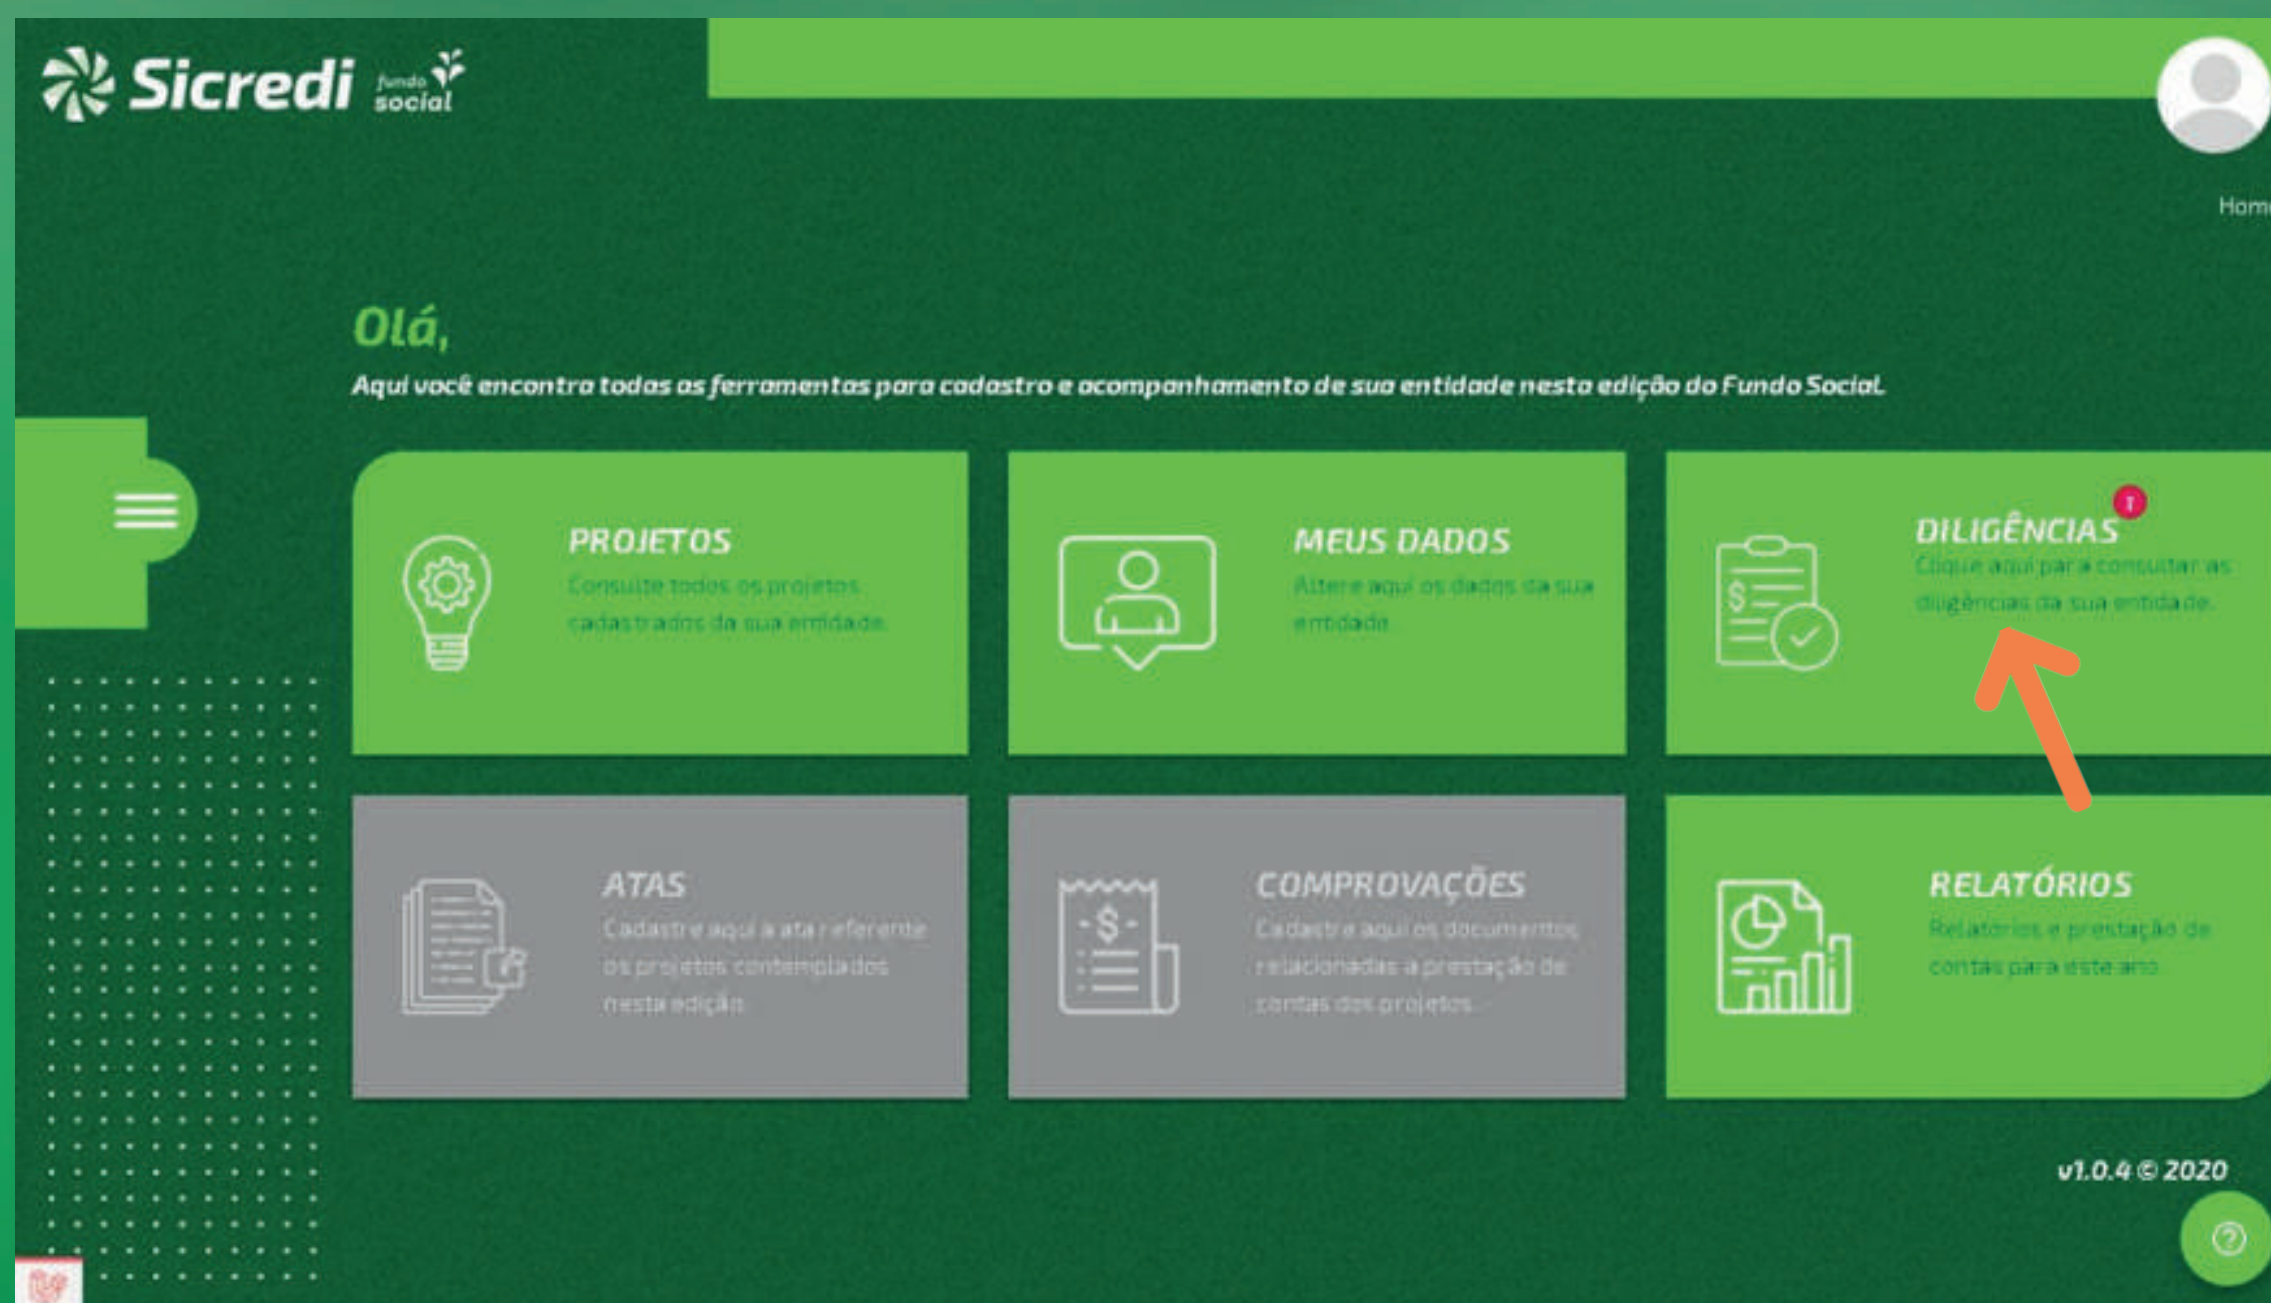 Sicredi fundo social
Home
Olá,
Aqui você encontra todas as ferramentas para cadastro e acompanhamento de sua entidade nesta edição do Fundo Social.
PROJETOS
Consulte todos os projetos
cadastrados da sua entidade.
MEUS DADOS
Altere aqui os dados da sua
entidade.
DILIGÊNCIAS 1
Clique aqui para consultar as
diligências da sua entidade.
ATAS
Cadastre aqui a ata referente
os projetos contemplados
nesta edição.
COMPROVAÇÕES
Cadastre aqui os documentos
relacionadas a prestação de
contas dos projetos.
RELATÓRIOS
Relatórios e prestação de
contas para este ano.
v1.0.4 © 2020
?